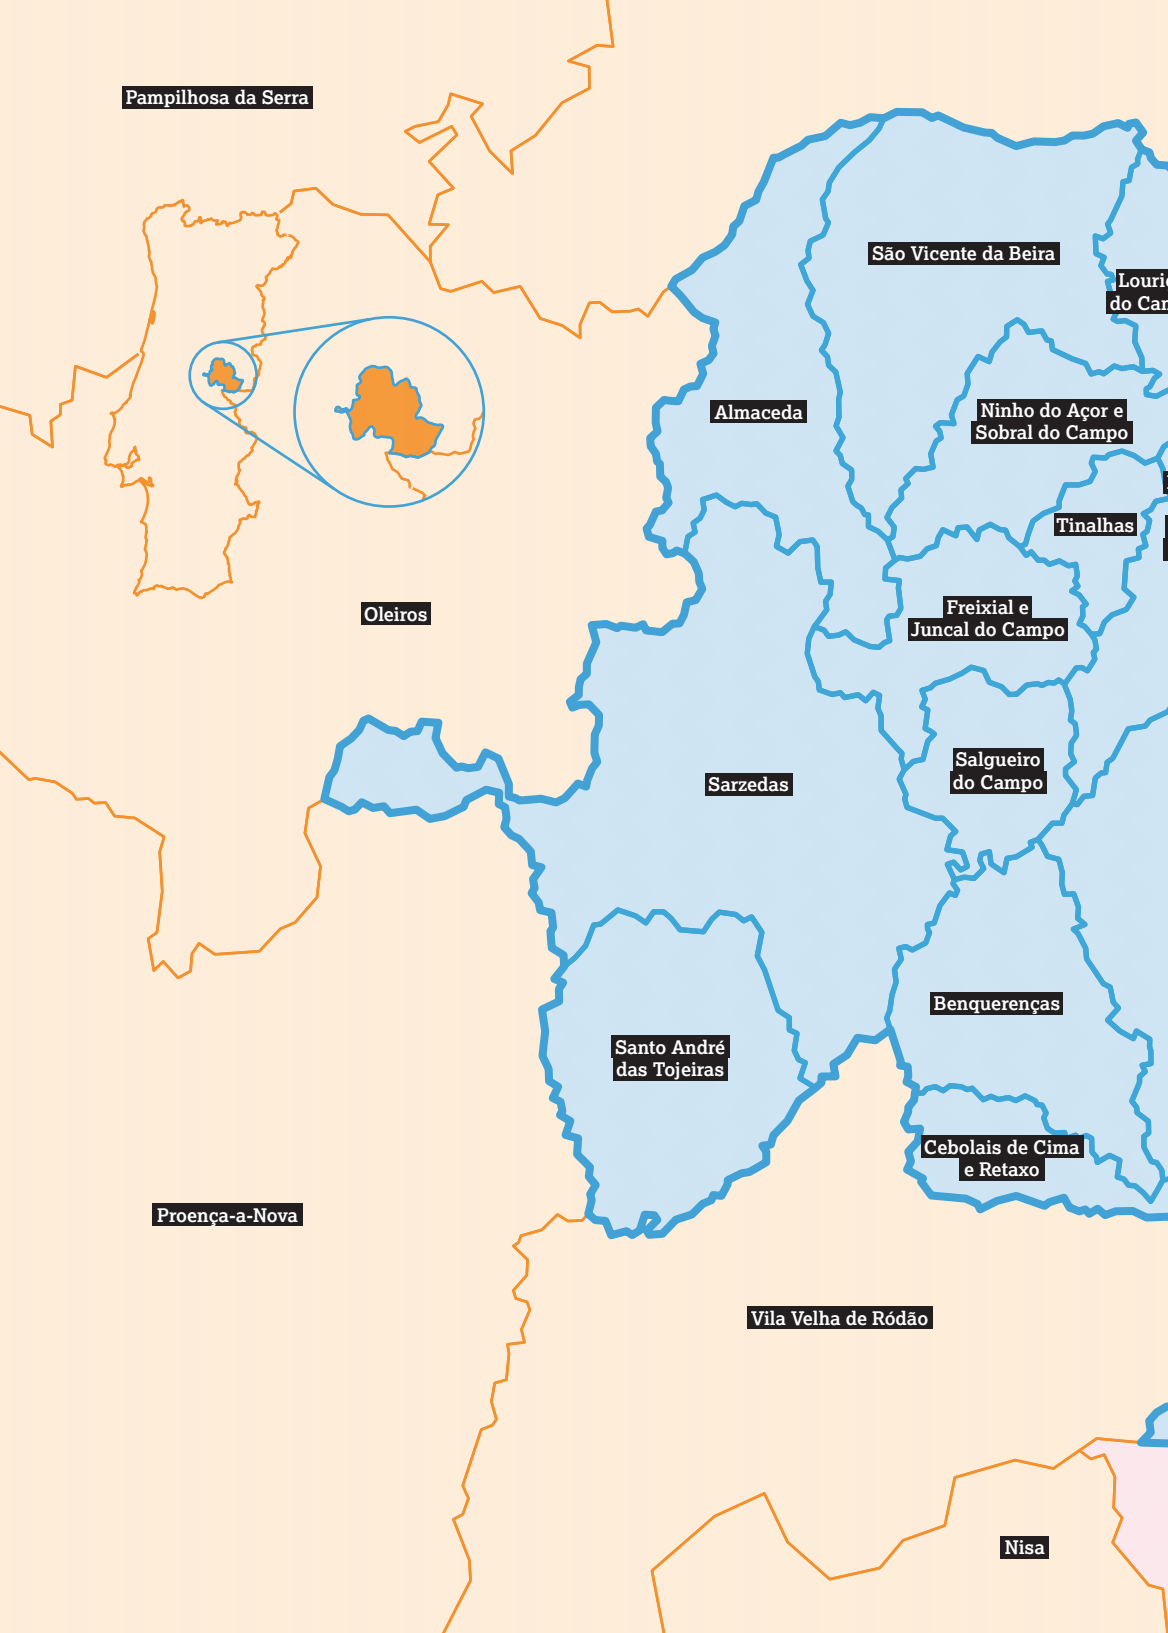 Pampilhosa da Serra
São Vicente da Beira
Almaceda
Ninho do Açor e
Sobral do Campo
Tinalhas
Freixial e
Juncal do Campo
Oleiros
Salgueiro
do Campo
Sarzedas
Benquerenças
Santo André
das Tojeiras
Cebolais de Cima
e Retaxo
Proença-a-Nova
Vila Velha de Ródão
Nisa